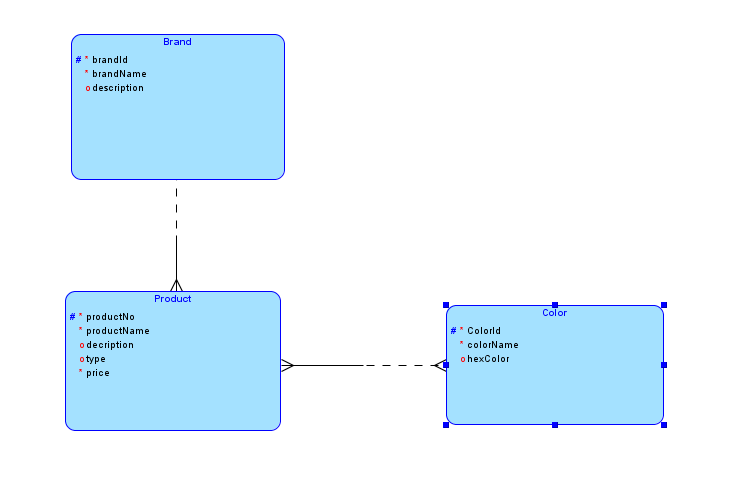 Brand
# * brandId
* brandName
o description
Product
# * productNo
* productName
o decription
o type
* price
Color
# * ColorId
* colorName
o hexColor